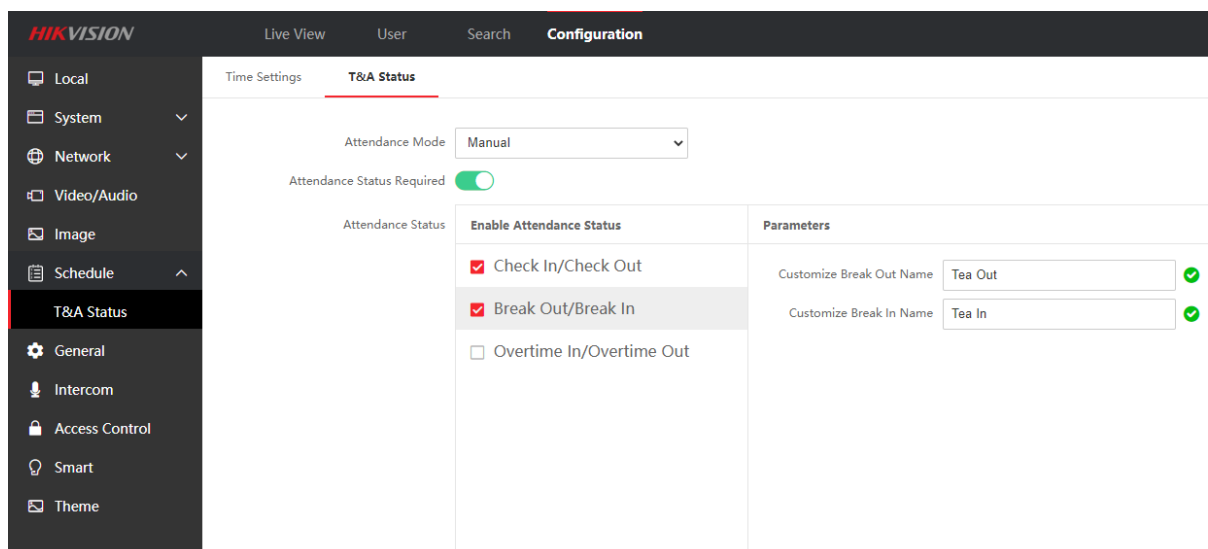 HIKVISION
Live View User Search Configuration
Local
System
Network
Video/Audio
Image
Schedule
T&A Status
General
Intercom
Access Control
Smart
Theme
Time Settings T&A Status
Attendance Mode Manual
Attendance Status Required
Attendance Status Enable Attendance Status Parameters
Check In/Check Out
Break Out/Break In
Overtime In/Overtime Out
Customize Break Out Name Tea Out
Customize Break In Name Tea In